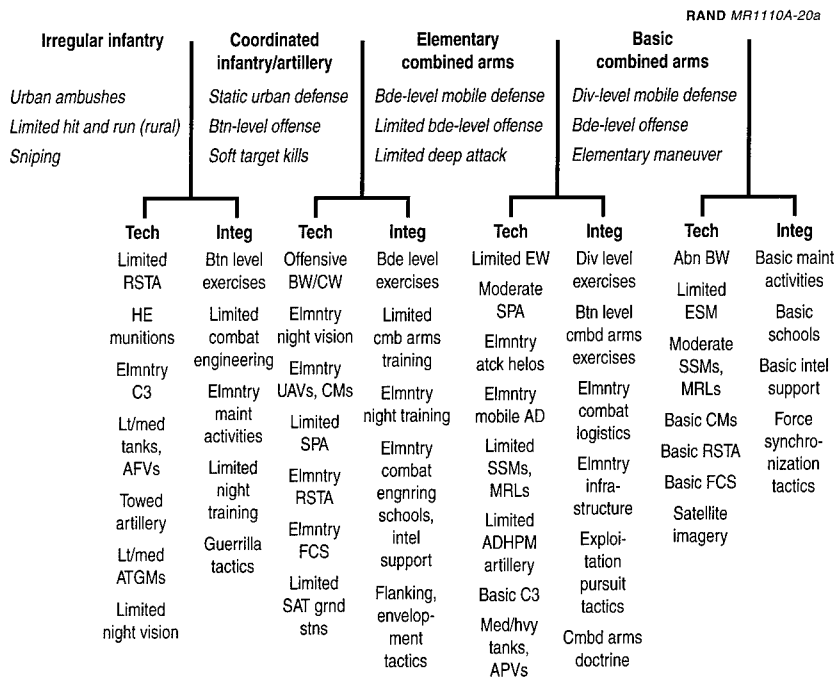 RAND MR1110A-20a
Irregular infantry
Urban ambushes
Limited hit and run (rural)
Sniping
Coordinated
infantry/artillery
Static urban defense
Btn-level offense
Soft target kills
Elementary
combined arms
Bde-level mobile defense
Limited bde-level offense
Limited deep attack
Basic
combined arms
Div-level mobile defense
Bde-level offense
Elementary maneuver
Tech
Limited
RSTA
HE
munitions
Elmntry
C3
Lt/med
tanks,
AFVs
Towed
artillery
Lt/med
ATGMs
Limited
night vision
Integ
Btn level
exercises
Limited
combat
engineering
Elmntry
maint
activities
Limited
night
training
Guerrilla
tactics
Tech
Offensive
BW/CW
Elmntry
night vision
Elmntry
UAVs, CMs
Limited
SPA
Elmntry
RSTA
Elmntry
FCS
Limited
SAT grnd
stns
Integ
Bde level
exercises
Limited
cmb arms
training
Elmntry
night training
Elmntry
combat
engnring
schools,
intel
support
Flanking,
envelop-
ment
tactics
Tech
Limited EW
Moderate
SPA
Elmntry
atck helos
Elmntry
mobile AD
Limited
SSMs,
MRLs
Limited
ADHPM
artillery
Basic C3
Med/hvy
tanks,
APVs
Integ
Div level
exercises
Btn level
cmbd arms
exercises
Elmntry
combat
logistics
Elmntry
infra-
structure
Exploi-
tation
pursuit
tactics
Cmbd arms
doctrine
Tech
Abn BW
Limited
ESM
Moderate
SSMs,
MRLs
Basic CMs
Basic RSTA
Basic FCS
Satellite
imagery
Integ
Basic maint
activities
Basic
schools
Basic intel
support
Force
synchro-
nization
tactics